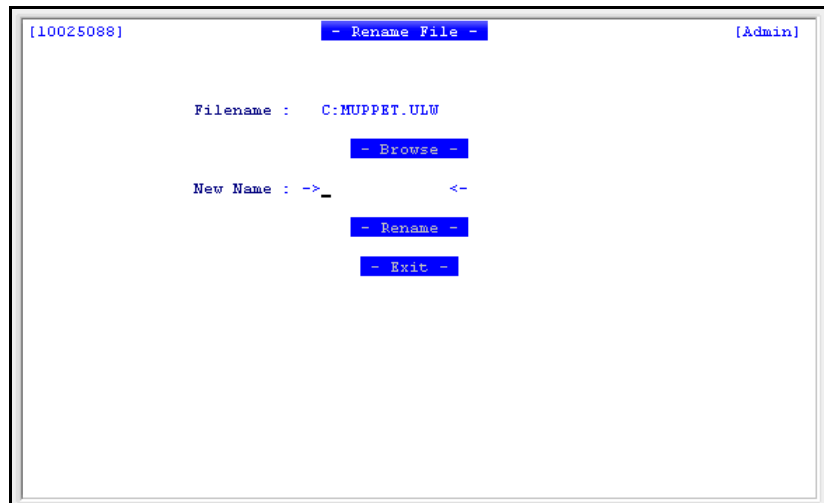 [10025088] - Rename File - [Admin]
Filename : C:MUPPET.ULW
- Browse -
New Name : ->_ <-
- Rename -
- Exit -